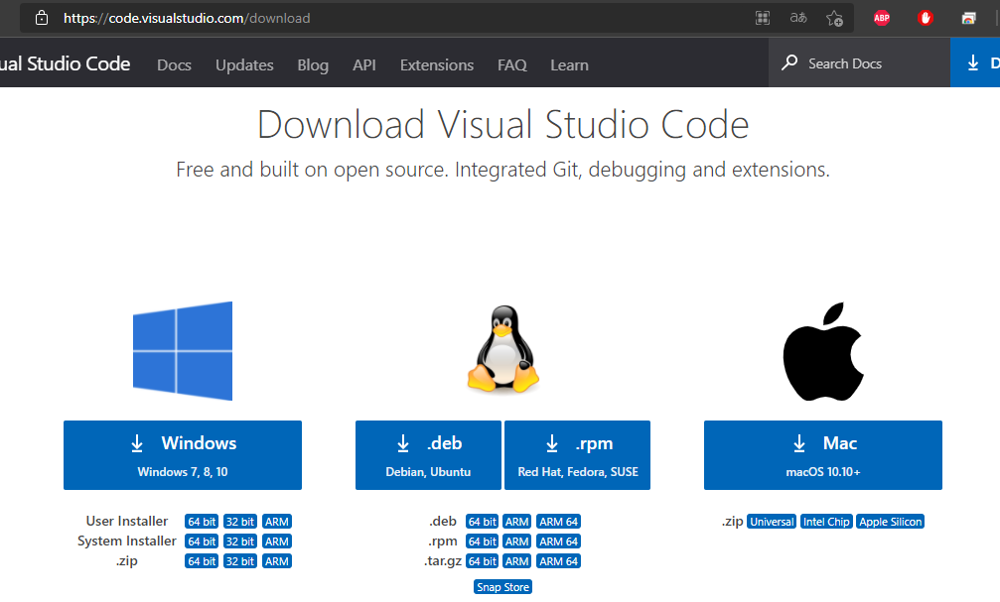 https://code.visualstudio.com/download
あ
ABP
ual Studio Code Docs Updates Blog API Extensions FAQ Learn Search Docs D
Download Visual Studio Code
Free and built on open source. Integrated Git, debugging and extensions.
Windows
Windows 7, 8, 10
.deb
Debian, Ubuntu
.rpm
Red Hat, Fedora, SUSE
Mac
macOS 10.10+
User Installer 64 bit 32 bit ARM
System Installer 64 bit 32 bit ARM
.zip 64 bit 32 bit ARM
.deb 64 bit ARM ARM 64
.rpm 64 bit ARM ARM 64
.tar.gz 64 bit ARM ARM 64
Snap Store
.zip Universal Intel Chip Apple Silicon